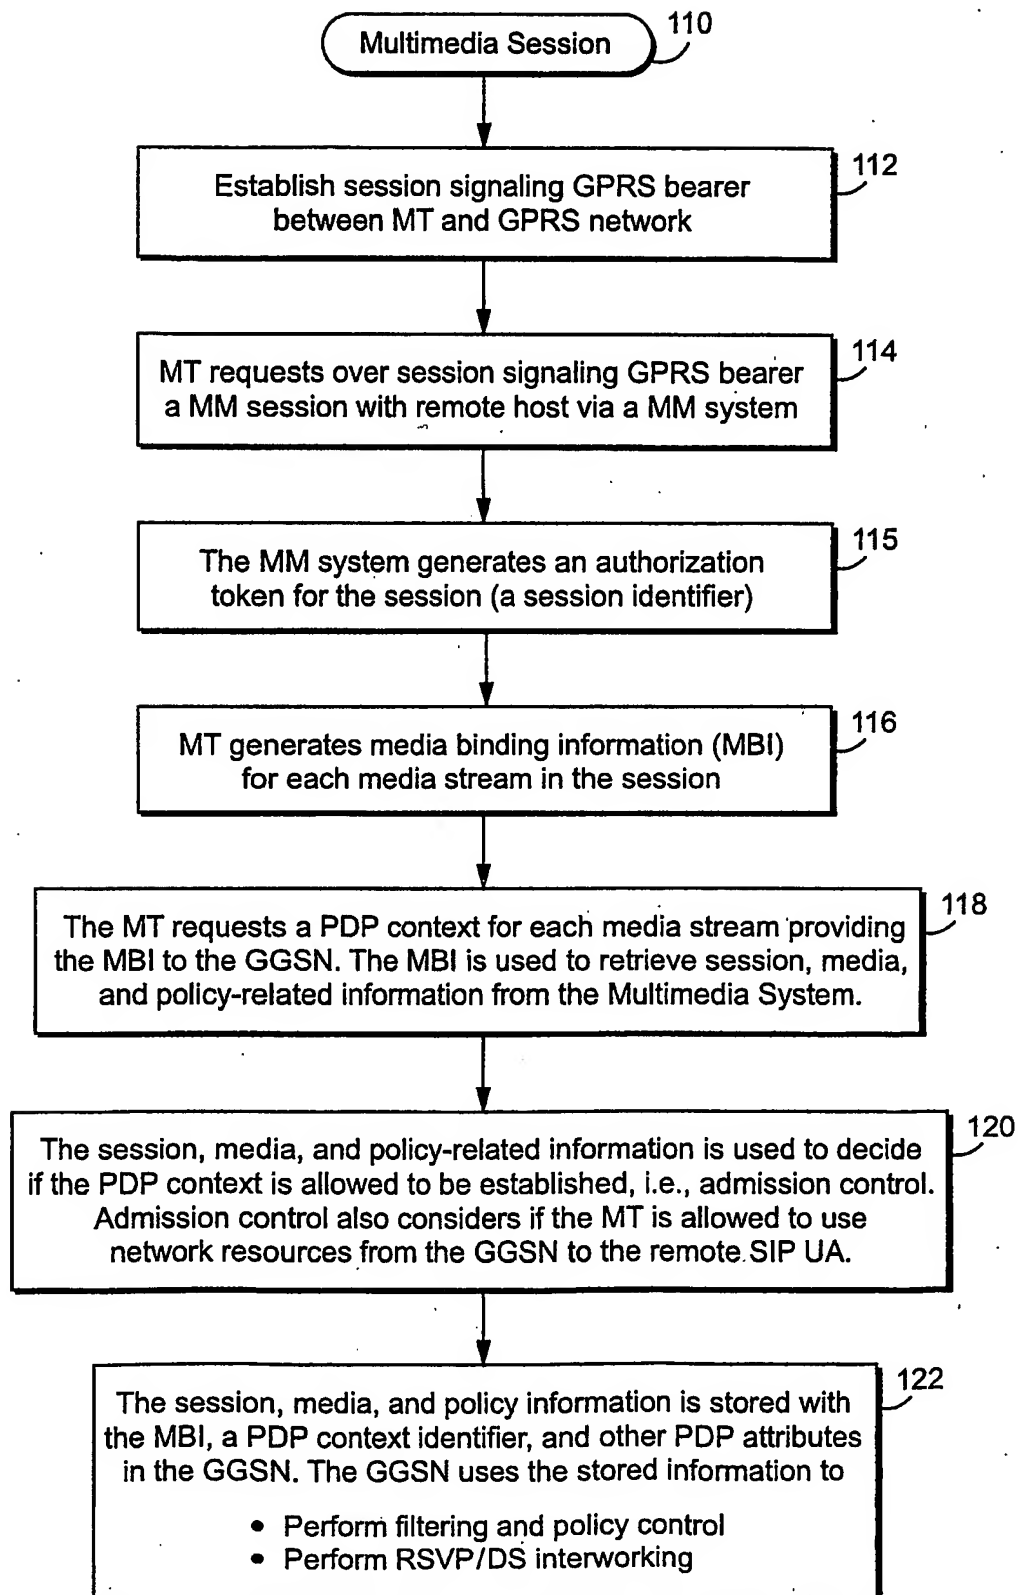 Multimedia Session
110
112
Establish session signaling GPRS bearer
between MT and GPRS network
114
MT requests over session signaling GPRS bearer
a MM session with remote host via a MM system
115
The MM system generates an authorization
token for the session (a session identifier)
116
MT generates media binding information (MBI)
for each media stream in the session
118
The MT requests a PDP context for each media stream providing
the MBI to the GGSN. The MBI is used to retrieve session, media,
and policy-related information from the Multimedia System.
120
The session, media, and policy-related information is used to decide
if the PDP context is allowed to be established, i.e., admission control.
Admission control also considers if the MT is allowed to use
network resources from the GGSN to the remote SIP UA.
122
The session, media, and policy information is stored with
the MBI, a PDP context identifier, and other PDP attributes
in the GGSN. The GGSN uses the stored information to
• Perform filtering and policy control
• Perform RSVP/DS interworking